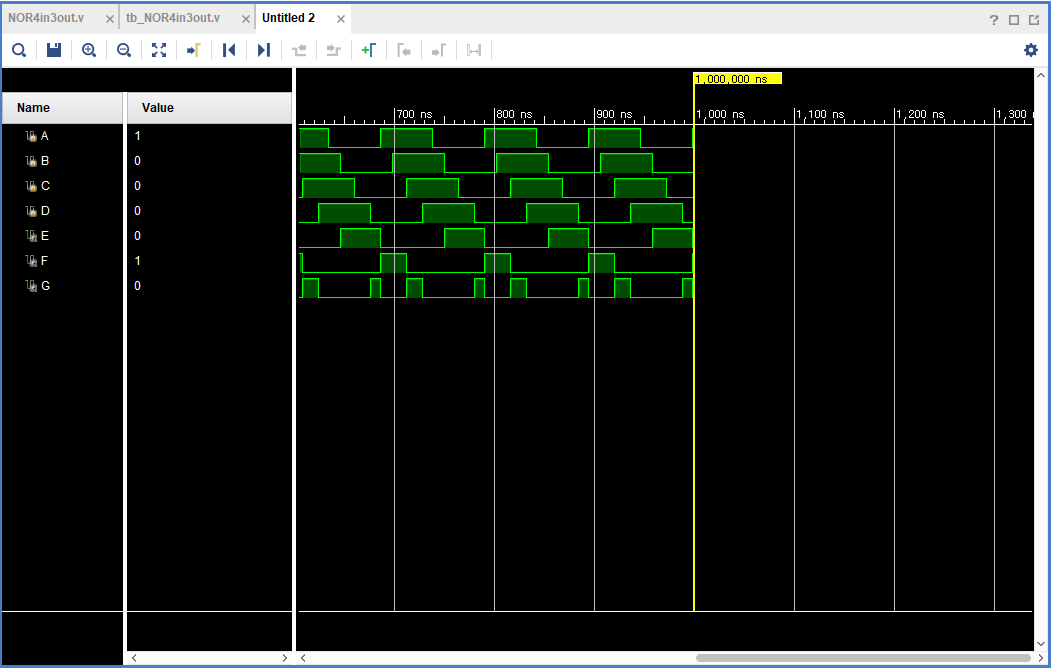 NOR4in3out.v × tb_NOR4in3out.v × Untitled 2 × ?
1,000,000 ns
Name Value 700 ns 800 ns 900 ns 1,000 ns 1,100 ns 1,200 ns 1,300
A 1
B 0
C 0
D 0
E 0
F 1
G 0